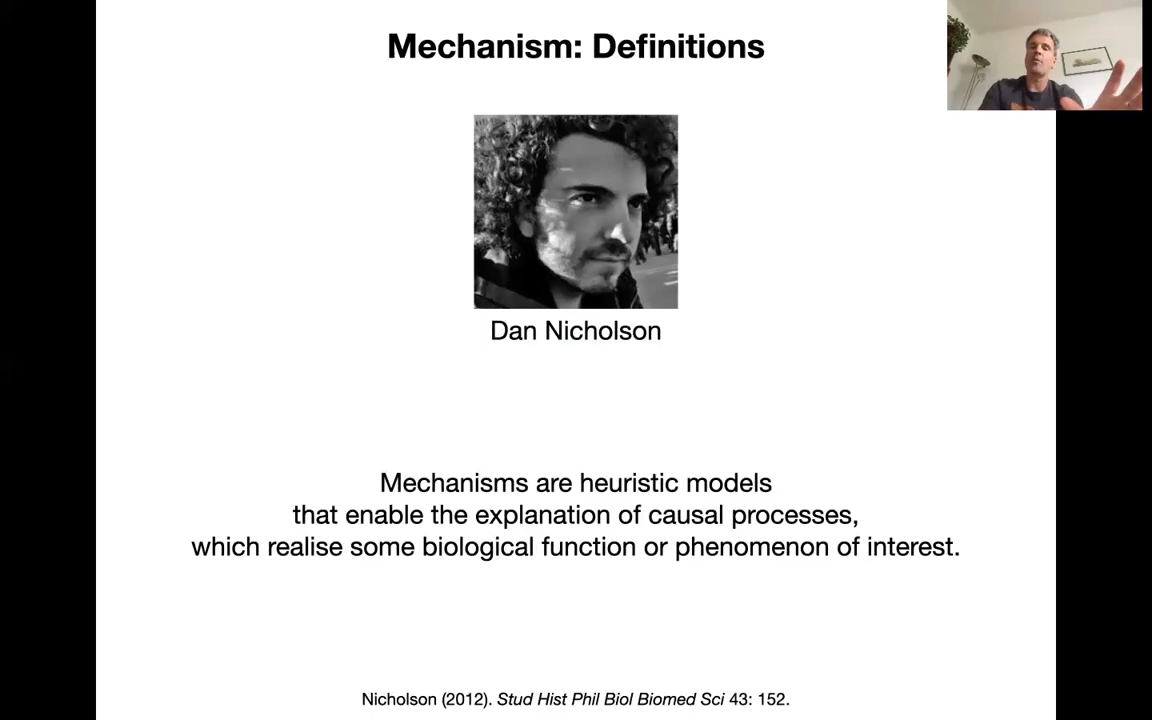 Mechanism: Definitions
Dan Nicholson
Mechanisms are heuristic models
that enable the explanation of causal processes,
which realise some biological function or phenomenon of interest.
Nicholson (2012). Stud Hist Phil Biol Biomed Sci 43: 152.